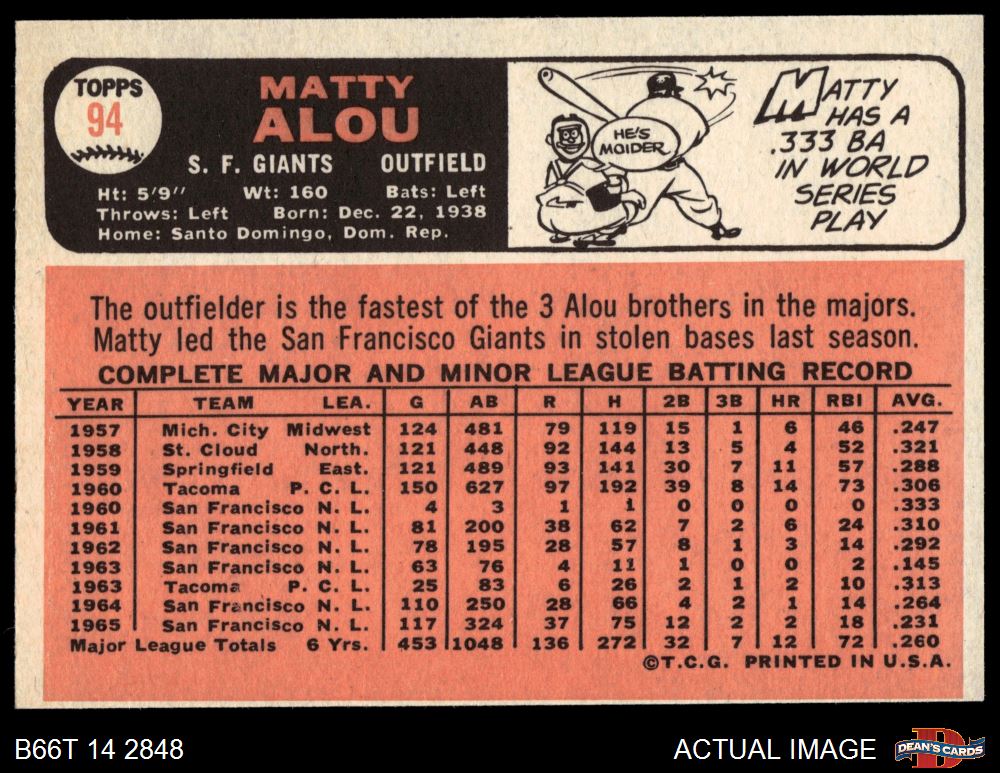 TOPPS
94
MATTY
ALOU
S. F. GIANTS OUTFIELD
Ht: 5'9" Wt: 160 Bats: Left
Throws: Left Born: Dec. 22, 1938
Home: Santo Domingo, Dom. Rep.
HE'S
MOIDER
MATTY
HAS A
.333 BA
IN WORLD
SERIES
PLAY
The outfielder is the fastest of the 3 Alou brothers in the majors.
Matty led the San Francisco Giants in stolen bases last season.
COMPLETE MAJOR AND MINOR LEAGUE BATTING RECORD
YEAR TEAM LEA. G AB R H 2B 3B HR RBI AVG.
1957 Mich. City Midwest 124 481 79 119 15 1 6 46 .247
1958 St. Cloud North. 121 448 92 144 13 5 4 52 .321
1959 Springfield East. 121 489 93 141 30 7 11 57 .288
1960 Tacoma P. C. L. 150 627 97 192 39 8 14 73 .306
1960 San Francisco N. L. 4 3 1 1 0 0 0 0 .333
1961 San Francisco N. L. 81 200 38 62 7 2 6 24 .310
1962 San Francisco N. L. 78 195 28 57 8 1 3 14 .292
1963 San Francisco N. L. 63 76 4 11 1 0 0 2 .145
1963 Tacoma P. C. L. 25 83 6 26 2 1 2 10 .313
1964 San Francisco N. L. 110 250 28 66 4 2 1 14 .264
1965 San Francisco N. L. 117 324 37 75 12 2 2 18 .231
Major League Totals 6 Yrs. 453 1048 136 272 32 7 12 72 .260
©T.C.G. PRINTED IN U.S.A.
B66T 14 2848
ACTUAL IMAGE
DEAN'S CARDS